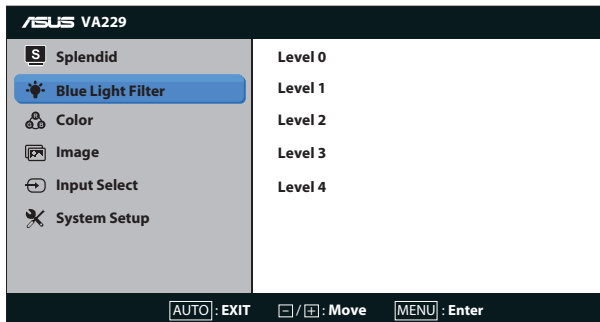 ASUS VA229
S Splendid
Blue Light Filter
Color
Image
Input Select
System Setup
Level 0
Level 1
Level 2
Level 3
Level 4
AUTO : EXIT - / + : Move MENU : Enter